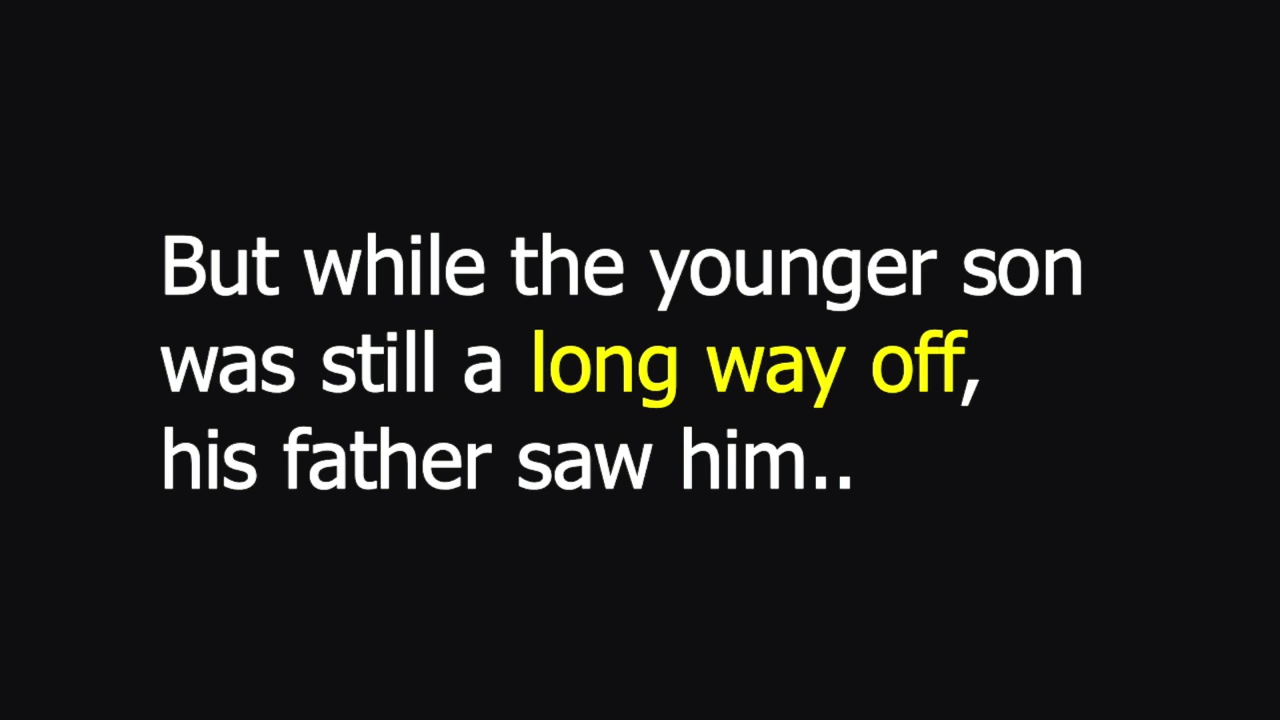 But while the younger son
was still a long way off,
his father saw him..